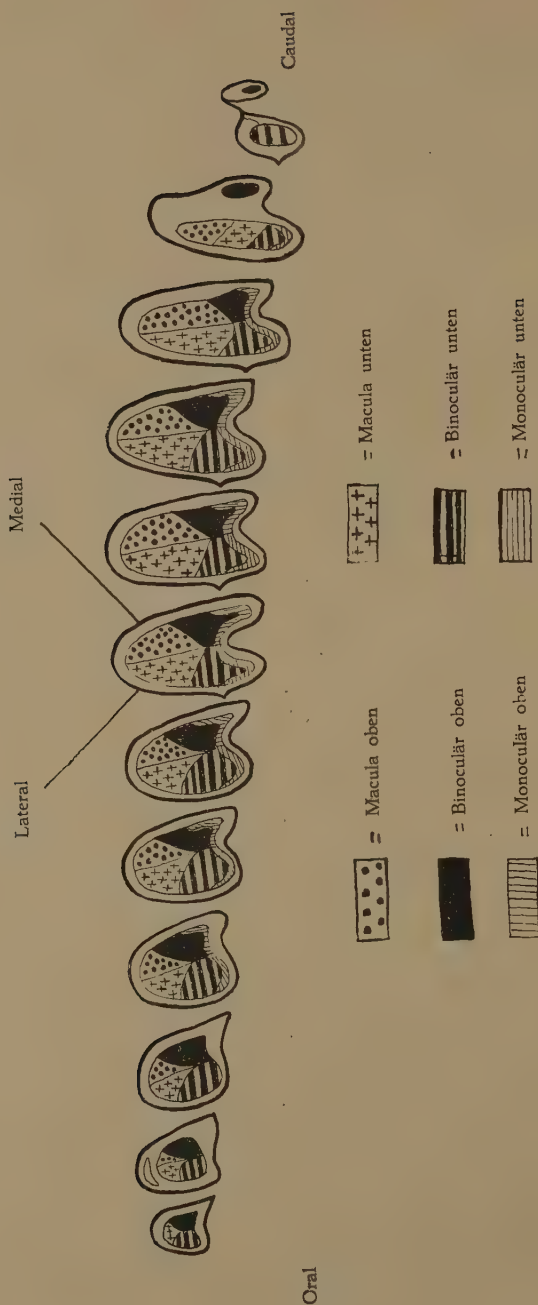 Lateral
Medial
Oral
Caudal
= Macula oben
= Macula unten
= Binoculär oben
= Binoculär unten
= Monoculär oben
= Monoculär unten